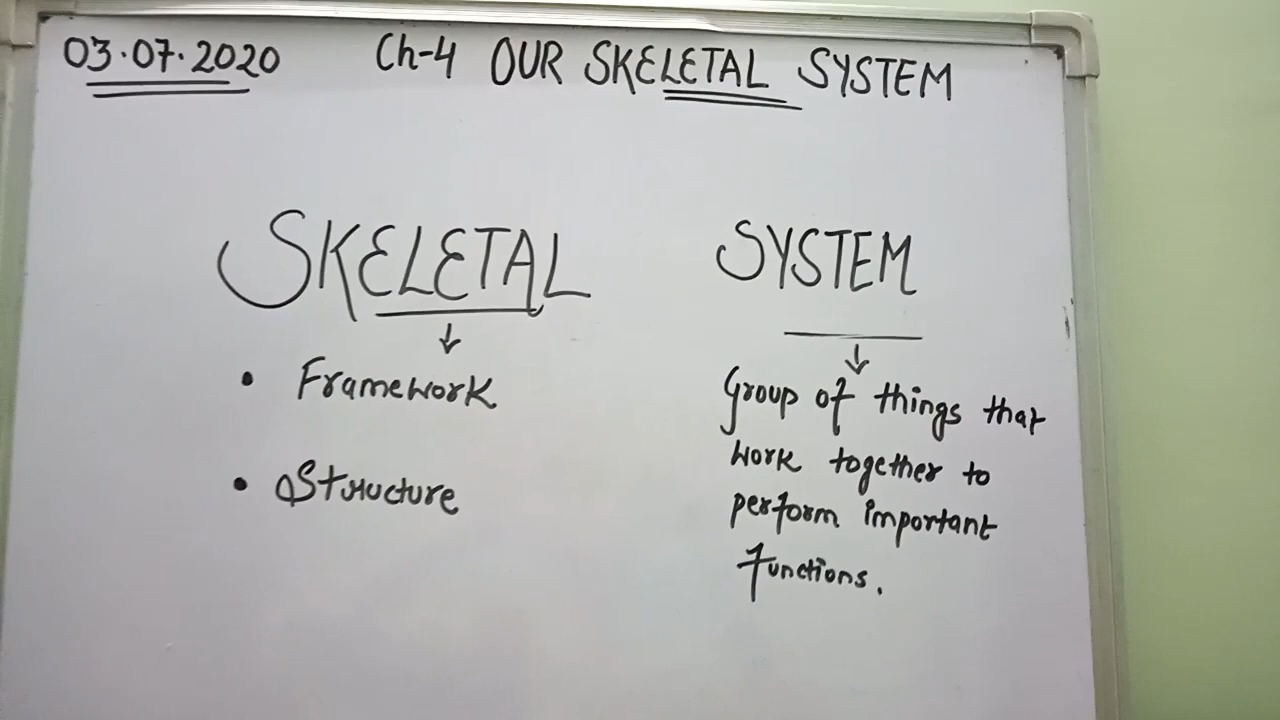 03.07.2020 Ch-4 OUR SKELETAL SYSTEM
SKELETAL
• Framework
• Structure
SYSTEM
Group of things that
work together to
perform important
functions.